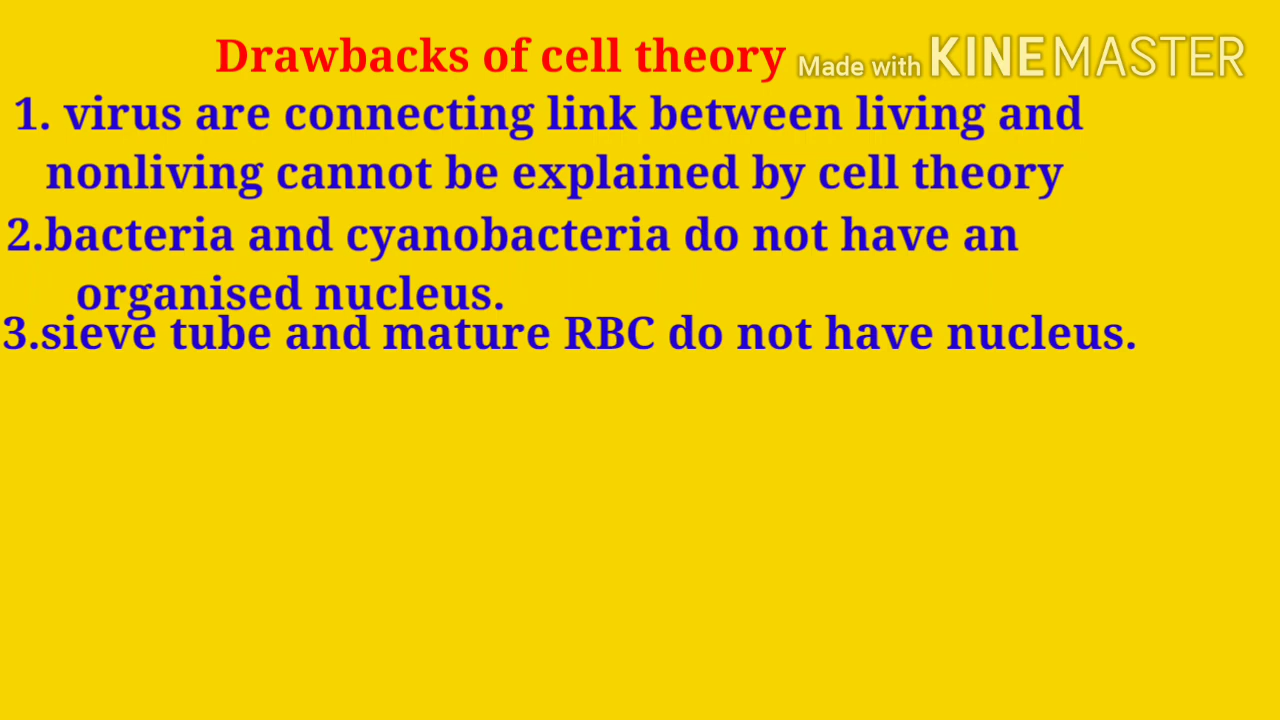 Drawbacks of cell theory Made with KINEMASTER
1. virus are connecting link between living and
nonliving cannot be explained by cell theory
2.bacteria and cyanobacteria do not have an
organised nucleus.
3.sieve tube and mature RBC do not have nucleus.